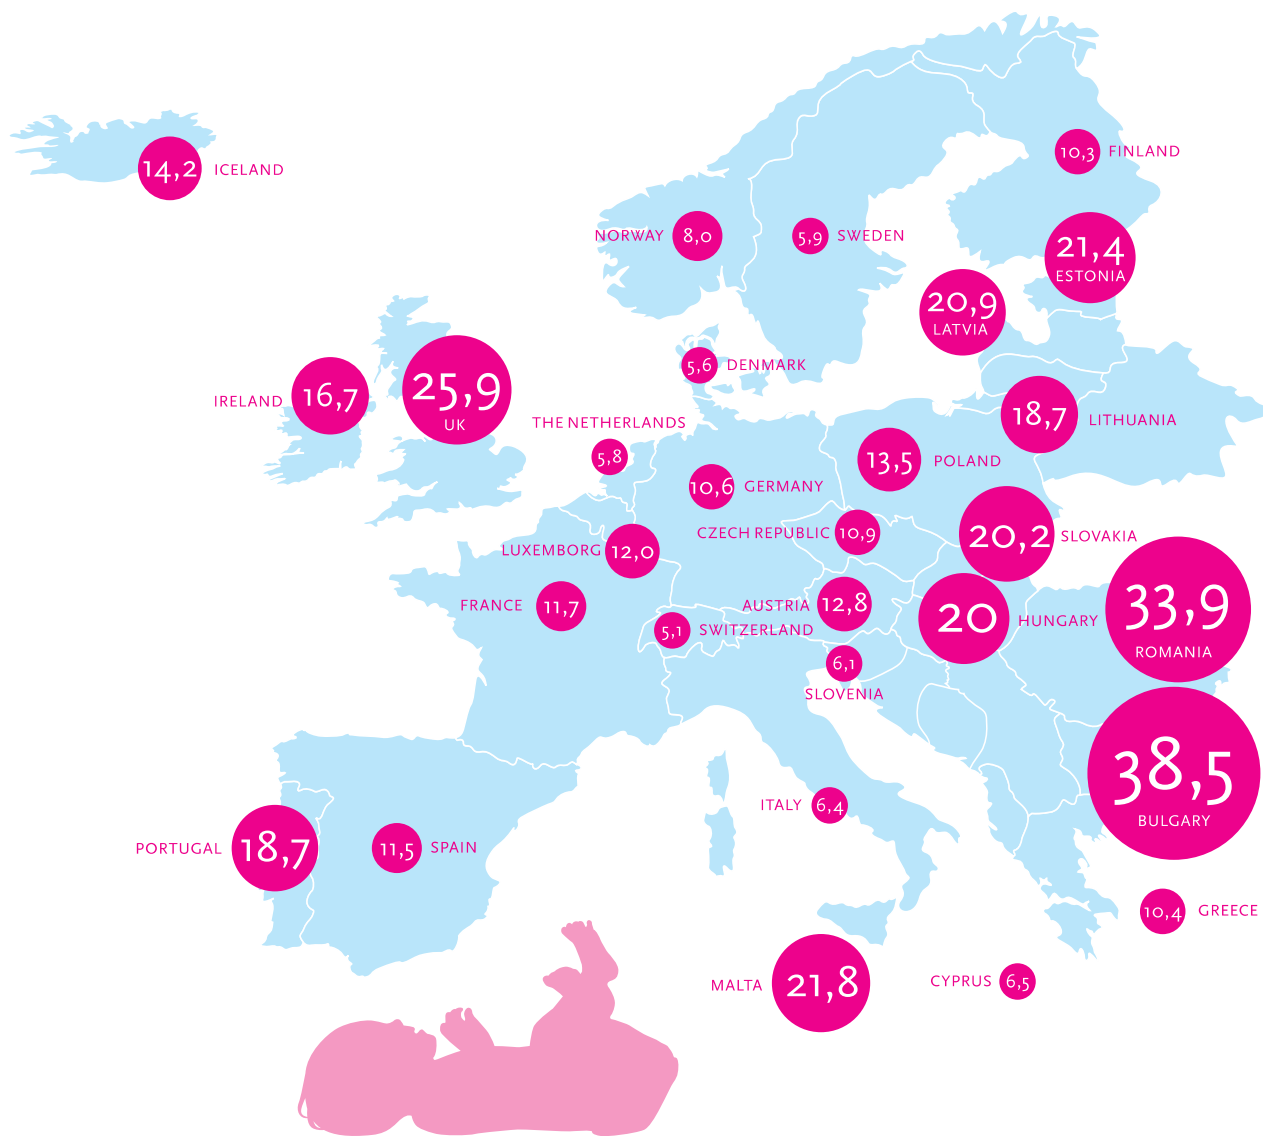 14,2 ICELAND
10,3 FINLAND
NORWAY 8,0
5,9 SWEDEN
21,4
ESTONIA
20,9
LATVIA
5,6 DENMARK
25,9
UK
IRELAND 16,7
18,7 LITHUANIA
THE NETHERLANDS
5,8
13,5 POLAND
10,6 GERMANY
CZECH REPUBLIC 10,9
20,2 SLOVAKIA
LUXEMBORG 12,0
FRANCE 11,7
AUSTRIA 12,8
5,1 SWITZERLAND
20 HUNGARY
33,9
ROMANIA
6,1
SLOVENIA
38,5
BULGARY
ITALY 6,4
PORTUGAL 18,7
11,5 SPAIN
10,4 GREECE
MALTA 21,8
CYPRUS 6,5